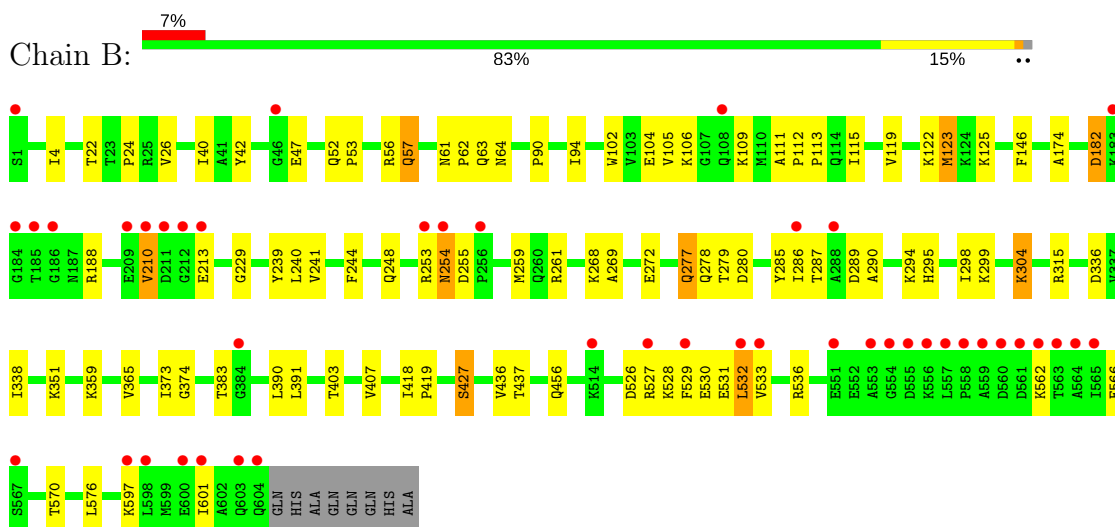 7%
Chain B:
83% 15% ••
S1 I4 T22 T23 P24 R25 V26 I40 A41 Y42 G46 E47 Q52 P53 R56 Q57 N61 P62 Q63 N64 P90 I94 W102 V103 E104 V105 K106 G107 Q108 K109 M110 A111 P112 P113 Q114 I115 V119 K122 M123 K124 K125 F146 A174 D182 K183
G184 T185 G186 N187 R188 E209 V210 D211 G212 E213 G229 Y239 L240 V241 F244 Q248 R253 N254 D255 P256 M259 Q260 R261 K268 A269 E272 Q277 Q278 T279 D280 Y285 I286 T287 A288 D289 A290 K294 H295 I298 K299 K304 R315 D336 V337
I338 K351 K359 V365 I373 G374 T383 G384 L390 L391 T403 V407 I418 P419 S427 V436 T437 Q456 K514 D526 R527 K528 F529 E530 E531 L532 V533 R536 E551 E552 A553 G554 D555 K556 L557 P558 A559 D560 D561 K562 T563 A564 I565
S567 T570 L576 K597 L598 M599 E600 I601 A602 Q603 Q604 GLN HIS ALA GLN GLN GLN HIS ALA